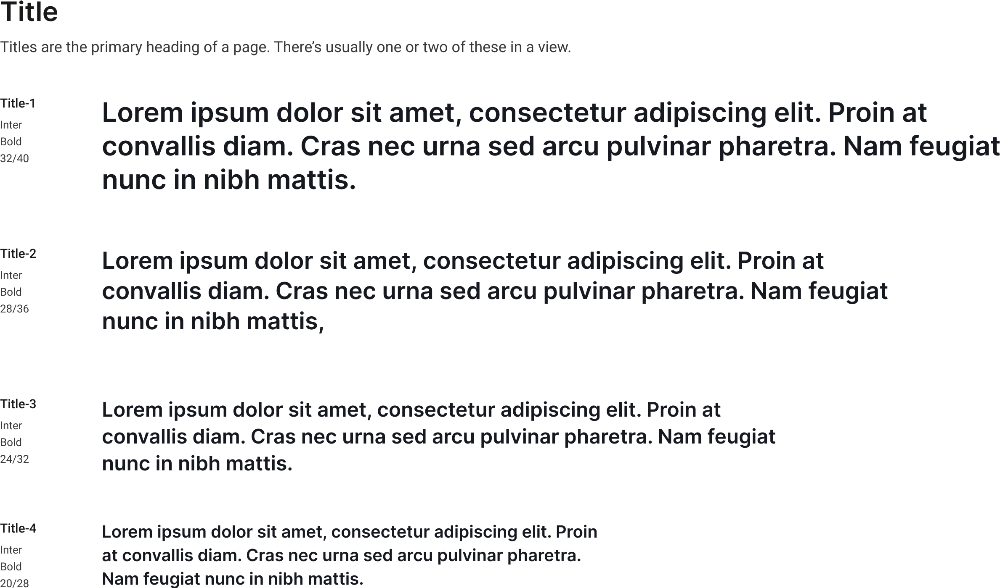 Title
Titles are the primary heading of a page. There’s usually one or two of these in a view.
Title-1
Inter
Bold
32/40
Lorem ipsum dolor sit amet, consectetur adipiscing elit. Proin at
convallis diam. Cras nec urna sed arcu pulvinar pharetra. Nam feugiat
nunc in nibh mattis.
Title-2
Inter
Bold
28/36
Lorem ipsum dolor sit amet, consectetur adipiscing elit. Proin at
convallis diam. Cras nec urna sed arcu pulvinar pharetra. Nam feugiat
nunc in nibh mattis,
Title-3
Inter
Bold
24/32
Lorem ipsum dolor sit amet, consectetur adipiscing elit. Proin at
convallis diam. Cras nec urna sed arcu pulvinar pharetra. Nam feugiat
nunc in nibh mattis.
Title-4
Inter
Bold
20/28
Lorem ipsum dolor sit amet, consectetur adipiscing elit. Proin
at convallis diam. Cras nec urna sed arcu pulvinar pharetra.
Nam feugiat nunc in nibh mattis.